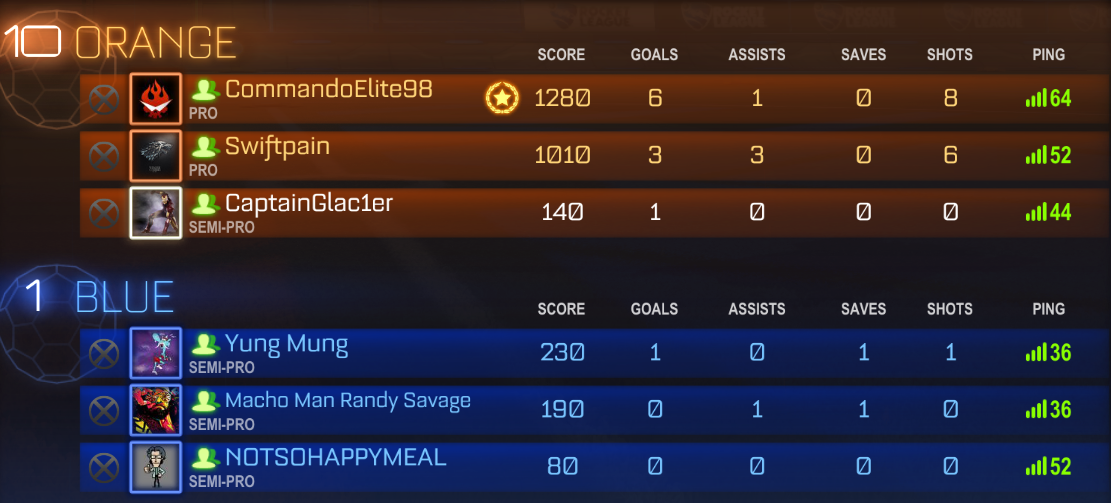 10 ORANGE
SCORE GOALS ASSISTS SAVES SHOTS PING
CommandoElite98 1280 6 1 0 8 64
PRO
Swiftpain 1010 3 3 0 6 52
PRO
CaptainGlac1er 140 1 0 0 0 44
SEMI-PRO
1 BLUE
SCORE GOALS ASSISTS SAVES SHOTS PING
Yung Mung 230 1 0 1 1 36
SEMI-PRO
Macho Man Randy Savage 190 0 1 1 0 36
SEMI-PRO
NOTSOHAPPYMEAL 80 0 0 0 0 52
SEMI-PRO